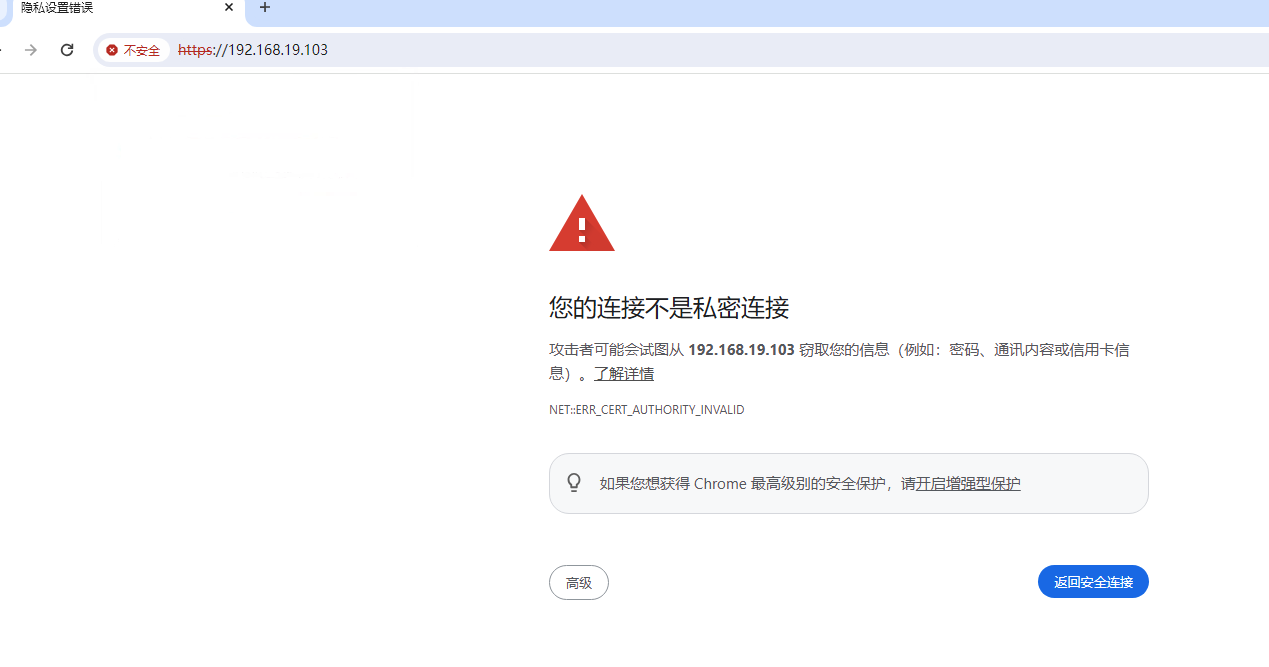 隐私设置错误
不安全 https://192.168.19.103
您的连接不是私密连接
攻击者可能会试图从 192.168.19.103 窃取您的信息（例如：密码、通讯内容或信用卡信
息）。了解详情
NET::ERR_CERT_AUTHORITY_INVALID
如果您想获得 Chrome 最高级别的安全保护，请开启增强型保护
高级
返回安全连接